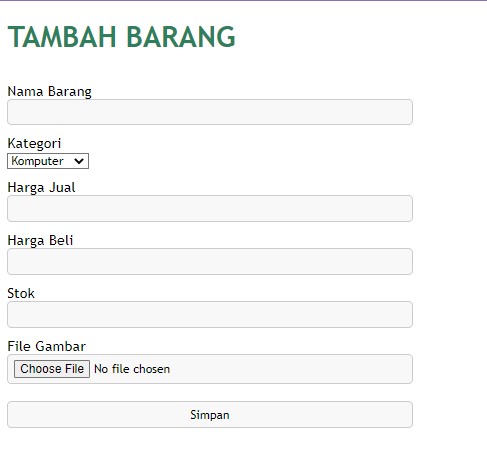 TAMBAH BARANG
Nama Barang
Kategori
Komputer
Harga Jual
Harga Beli
Stok
File Gambar
Choose File No file chosen
Simpan